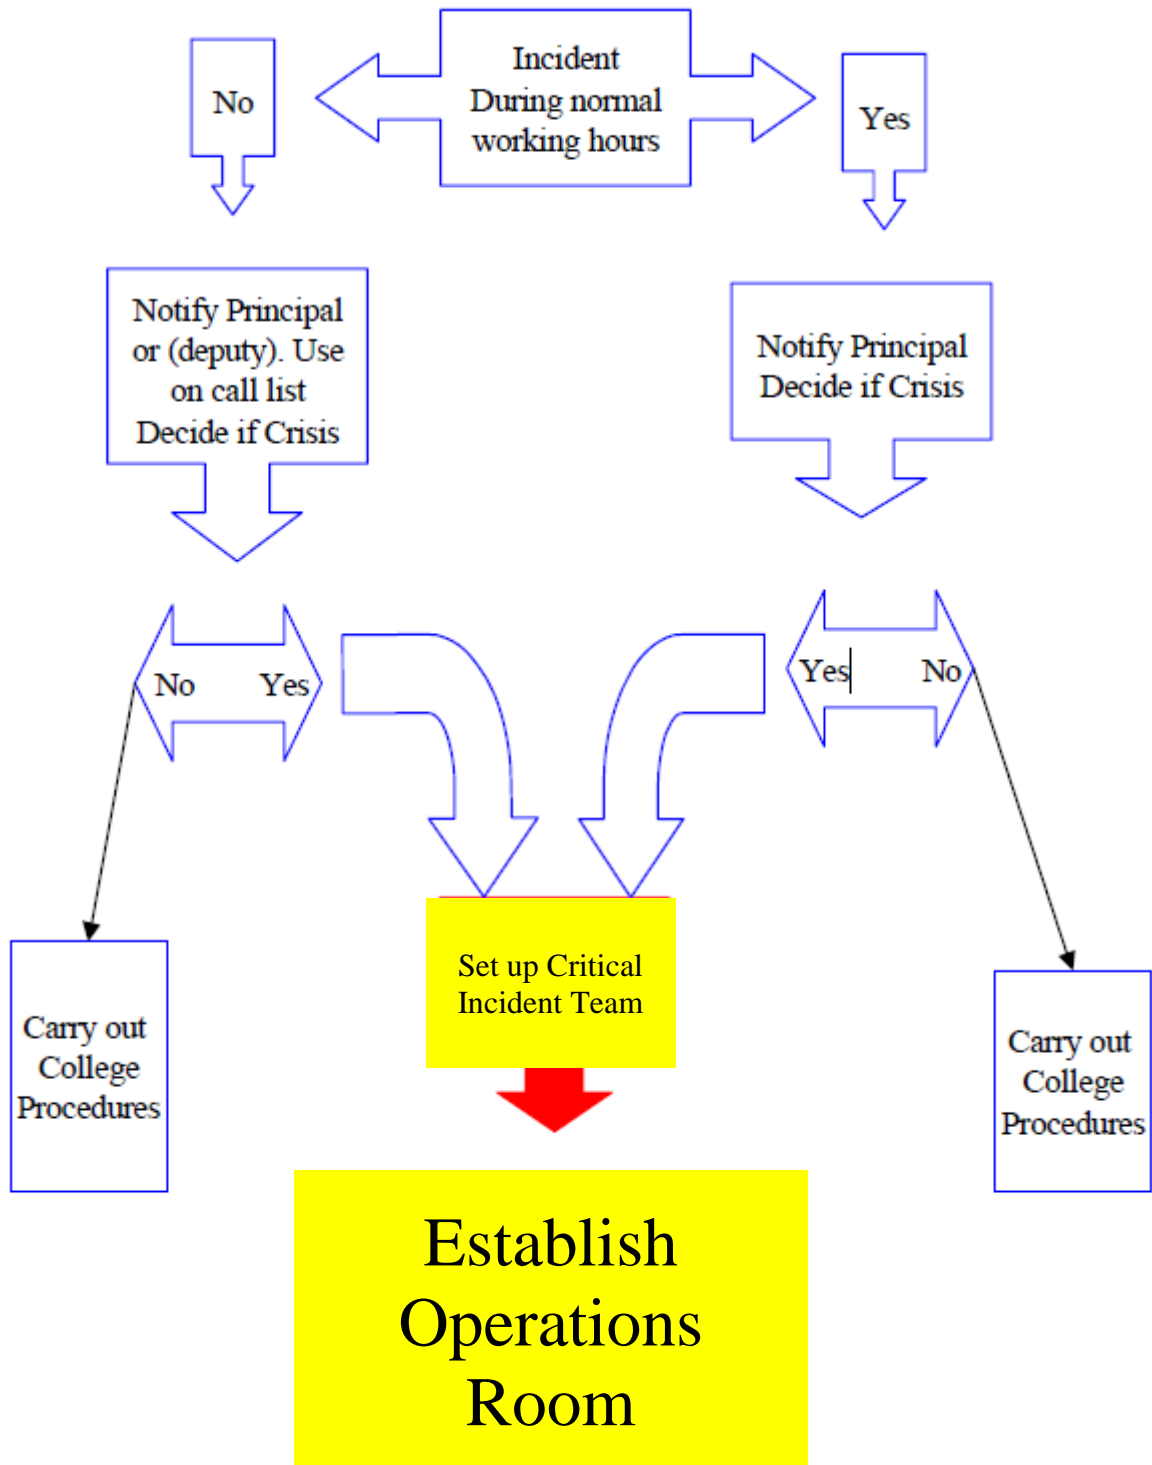 Incident
During normal
working hours
No
Yes
Notify Principal
or (deputy). Use
on call list
Decide if Crisis
Notify Principal
Decide if Crisis
No Yes
Yes No
Set up Critical
Incident Team
Carry out
College
Procedures
Carry out
College
Procedures
Establish
Operations
Room